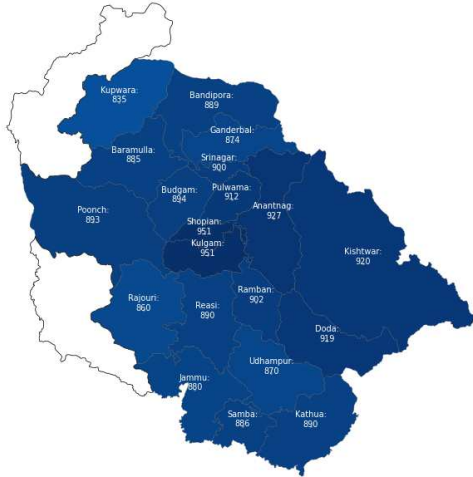 Kupwara:
835
Bandipora:
889
Ganderbal:
874
Baramulla:
885
Srinagar:
900
Budgam:
894
Pulwama:
912
Anantnag:
927
Poonch:
893
Shopian:
951
Kulgam:
951
Kishtwar:
920
Rajouri:
860
Reasi:
890
Ramban:
902
Doda:
919
Udhampur:
870
Jammu:
880
Samba:
886
Kathua:
890